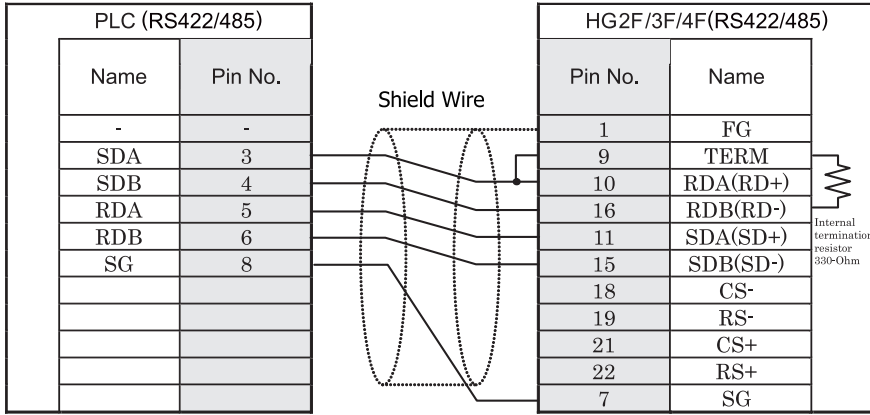 PLC (RS422/485)
Name Pin No.
- -
SDA 3
SDB 4
RDA 5
RDB 6
SG 8
Shield Wire
HG2F/3F/4F(RS422/485)
Pin No. Name
1 FG
9 TERM
10 RDA(RD+)
16 RDB(RD-)
11 SDA(SD+)
15 SDB(SD-)
18 CS-
19 RS-
21 CS+
22 RS+
7 SG
Internal
termination
resistor
330-Ohm